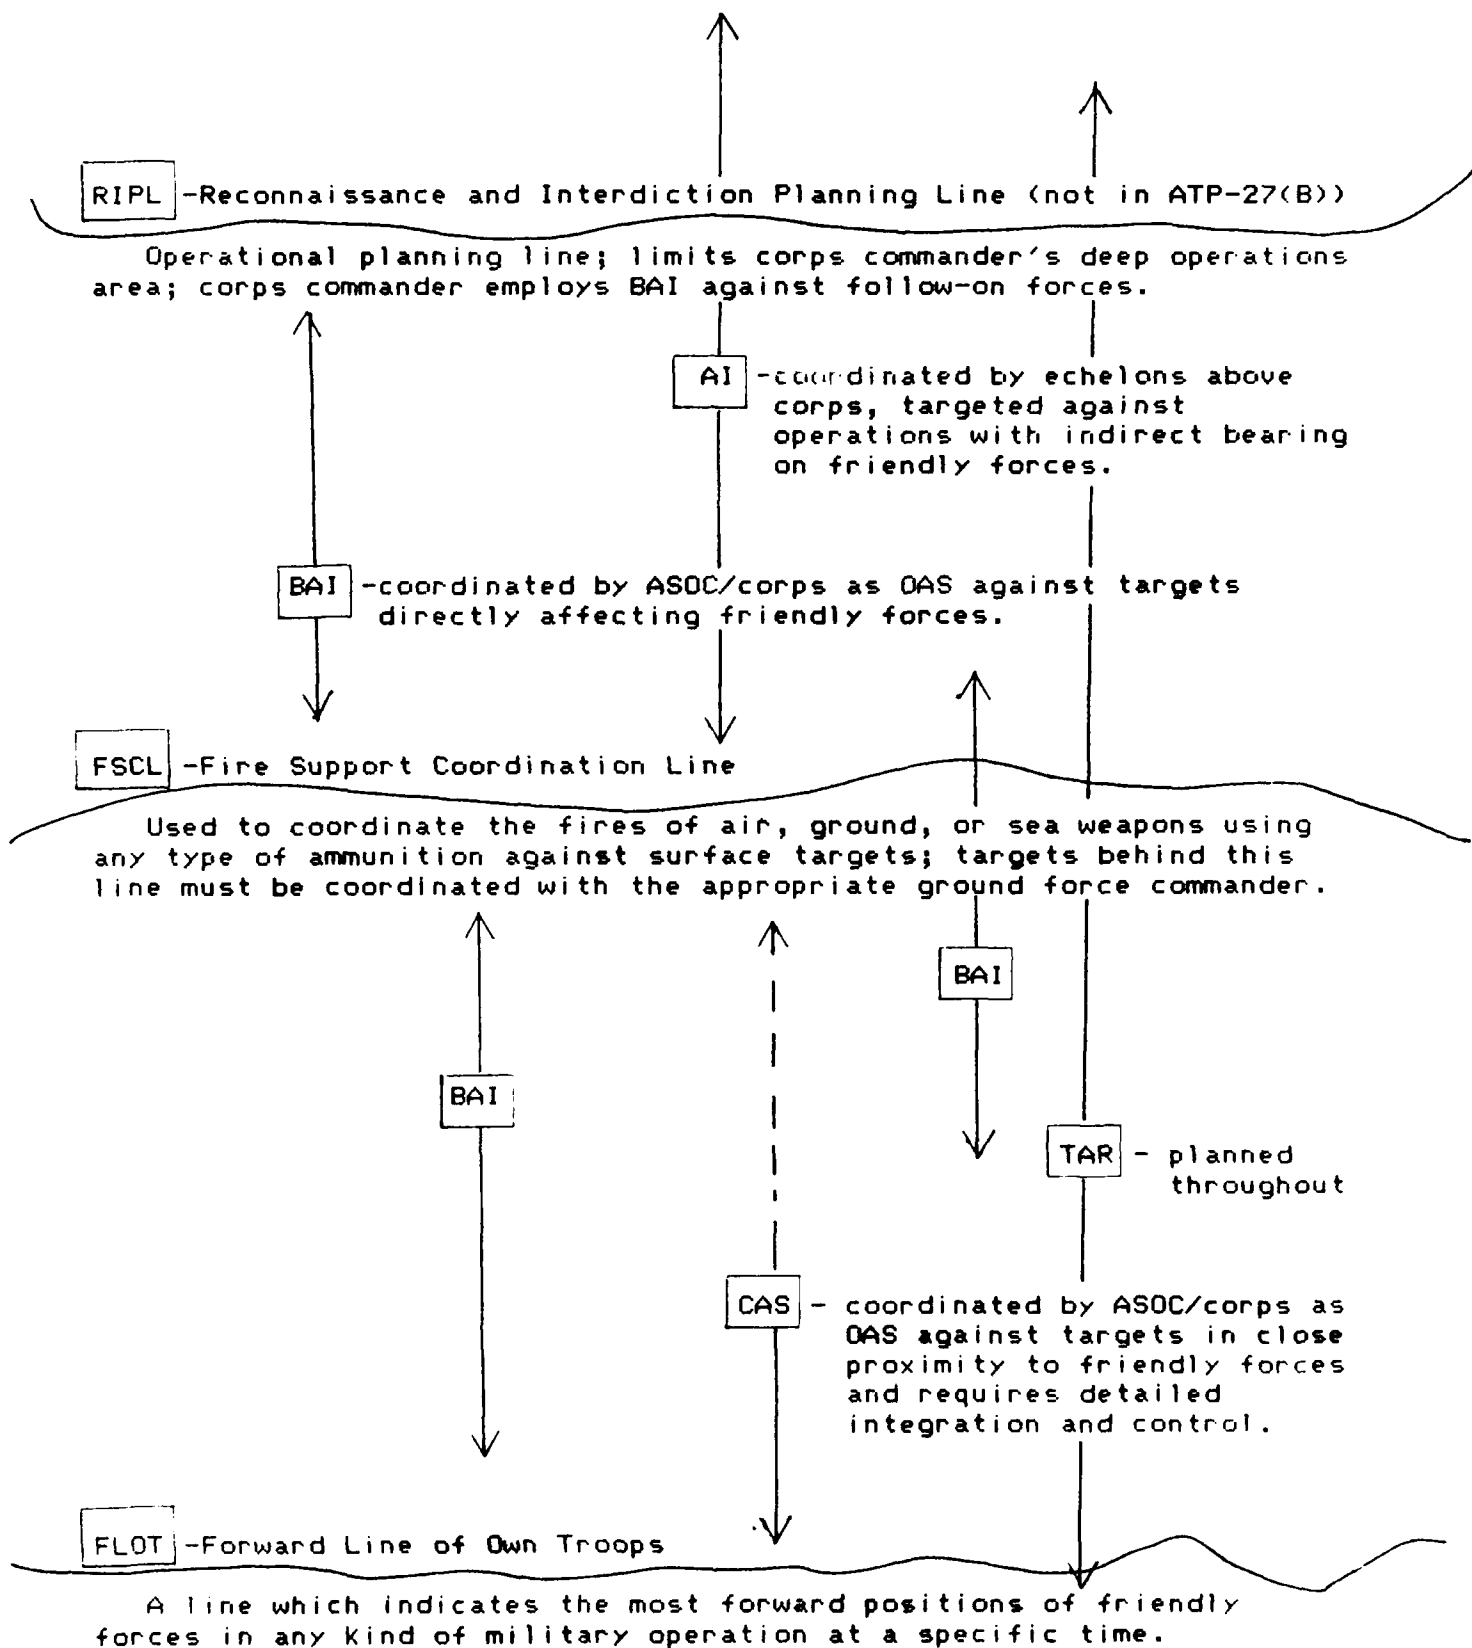 RIPL -Reconnaissance and Interdiction Planning Line (not in ATP-27(B))
Operational planning line; limits corps commander's deep operations
area; corps commander employs BAI against follow-on forces.
AI -coordinated by echelons above
corps, targeted against
operations with indirect bearing
on friendly forces.
BAI -coordinated by ASOC/corps as OAS against targets
directly affecting friendly forces.
FSCL -Fire Support Coordination Line
Used to coordinate the fires of air, ground, or sea weapons using
any type of ammunition against surface targets; targets behind this
line must be coordinated with the appropriate ground force commander.
BAI
BAI
TAR - planned
throughout
CAS - coordinated by ASOC/corps as
OAS against targets in close
proximity to friendly forces
and requires detailed
integration and control.
FLOT -Forward Line of Own Troops
A line which indicates the most forward positions of friendly
forces in any kind of military operation at a specific time.